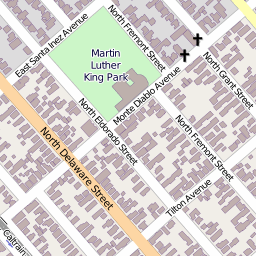 North Fremont Street
East Santa Inez Avenue
Martin
Luther
King Park
North Grant Street
Monte Diablo Avenue
North Eldorado Street
North Fremont Street
North Delaware Street
Tilton Avenue
Caltrain